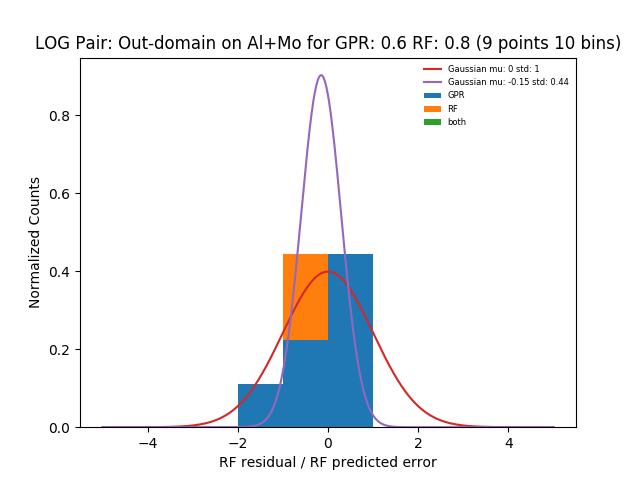 LOG Pair: Out-domain on Al+Mo for GPR: 0.6 RF: 0.8 (9 points 10 bins)
Gaussian mu: 0 std: 1
Gaussian mu: -0.15 std: 0.44
GPR
RF
both
0.8
0.6
0.4
0.2
0.0
Normalized Counts
−4 −2 0 2 4
RF residual / RF predicted error